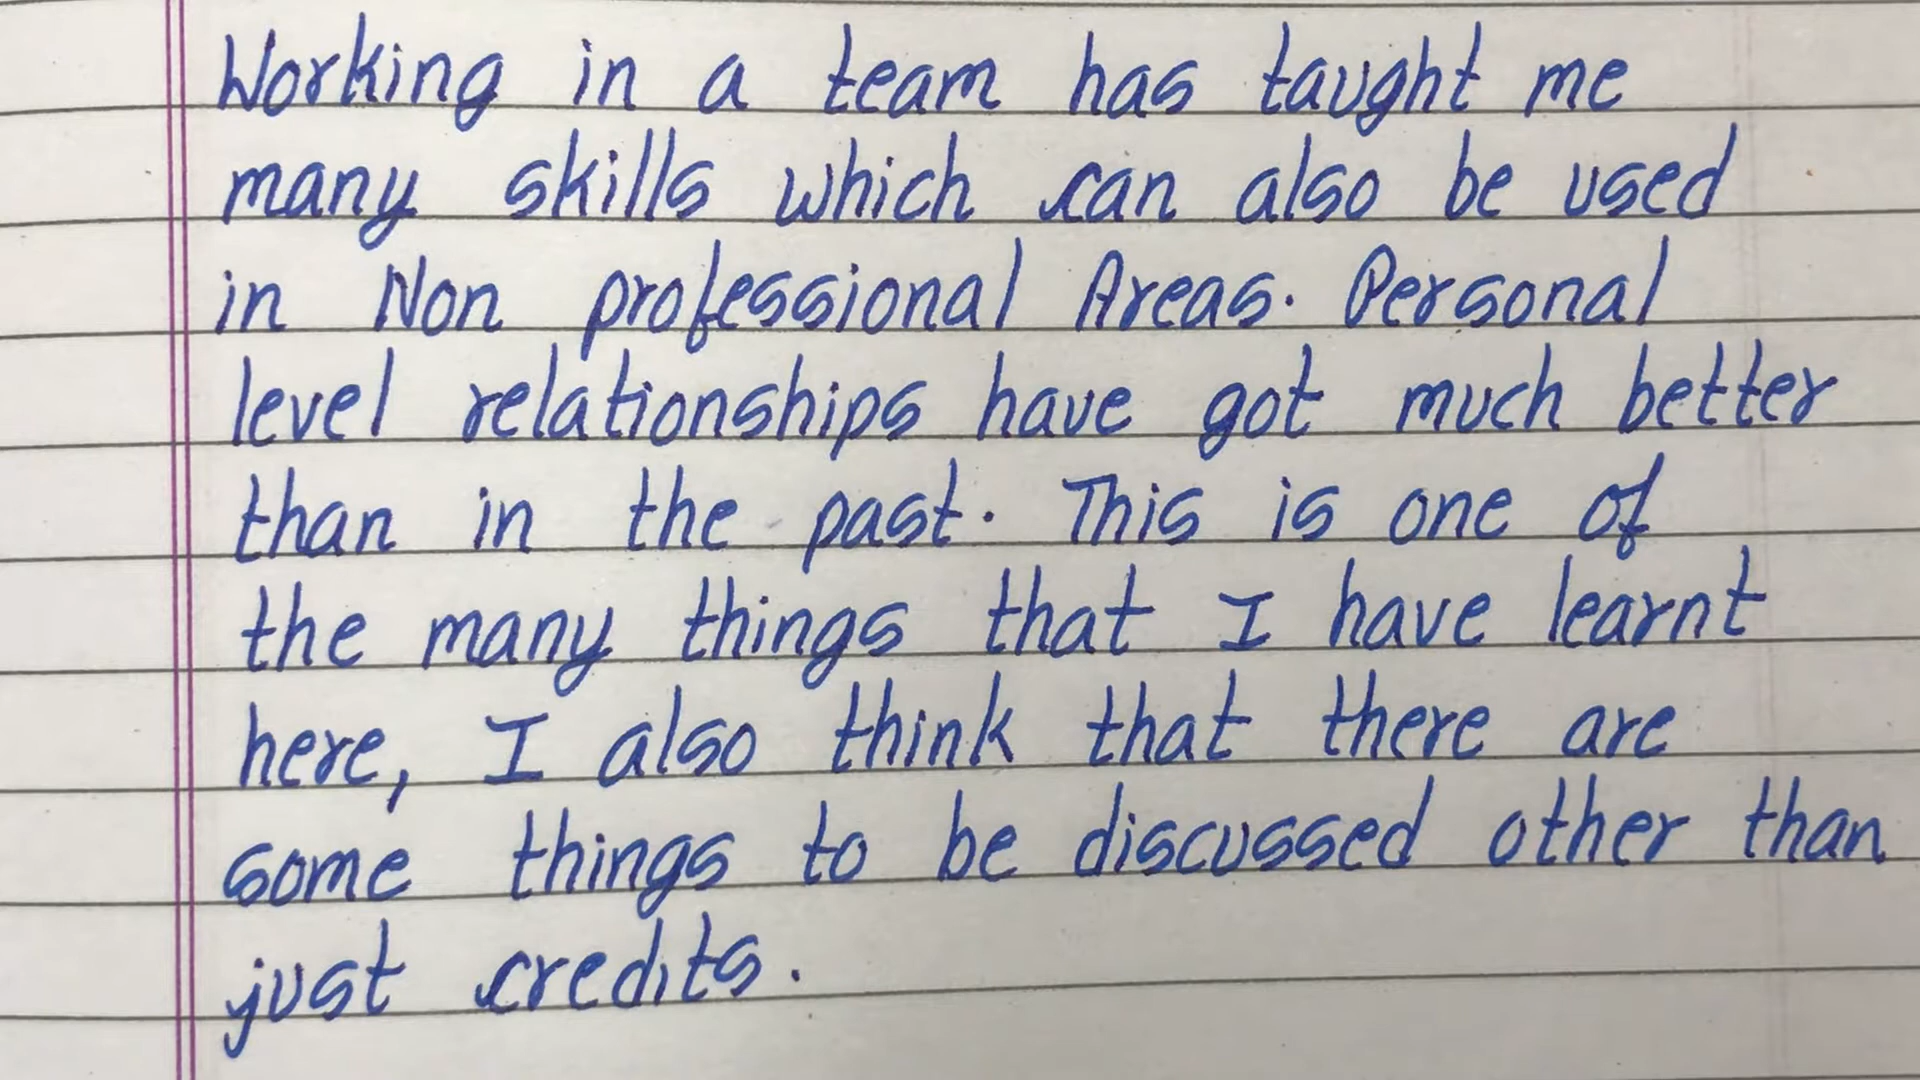 Working in a team has taught me
many skills which can also be used
in Non professional Areas. Personal
level relationships have got much better
than in the past. This is one of
the many things that I have learnt
here, I also think that there are
some things to be discussed other than
just credits.